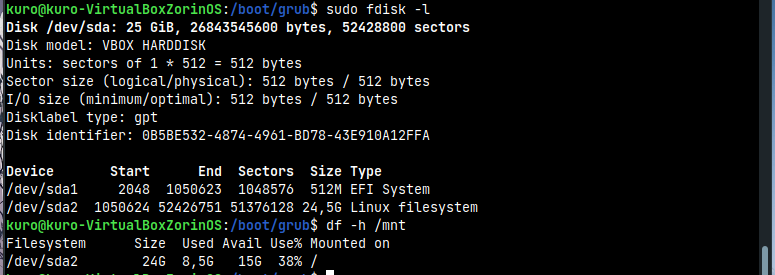 kuro@kuro-VirtualBoxZorinOS:/boot/grub$ sudo fdisk -l
Disk /dev/sda: 25 GiB, 26843545600 bytes, 52428800 sectors
Disk model: VBOX HARDDISK
Units: sectors of 1 * 512 = 512 bytes
Sector size (logical/physical): 512 bytes / 512 bytes
I/O size (minimum/optimal): 512 bytes / 512 bytes
Disklabel type: gpt
Disk identifier: 0B5BE532-4874-4961-BD78-43E910A12FFA
Device Start End Sectors Size Type
/dev/sda1 2048 1050623 1048576 512M EFI System
/dev/sda2 1050624 52426751 51376128 24,5G Linux filesystem
kuro@kuro-VirtualBoxZorinOS:/boot/grub$ df -h /mnt
Filesystem Size Used Avail Use% Mounted on
/dev/sda2 24G 8,5G 15G 38% /
kuro@kuro-VirtualBoxZorinOS:/boot/grub$